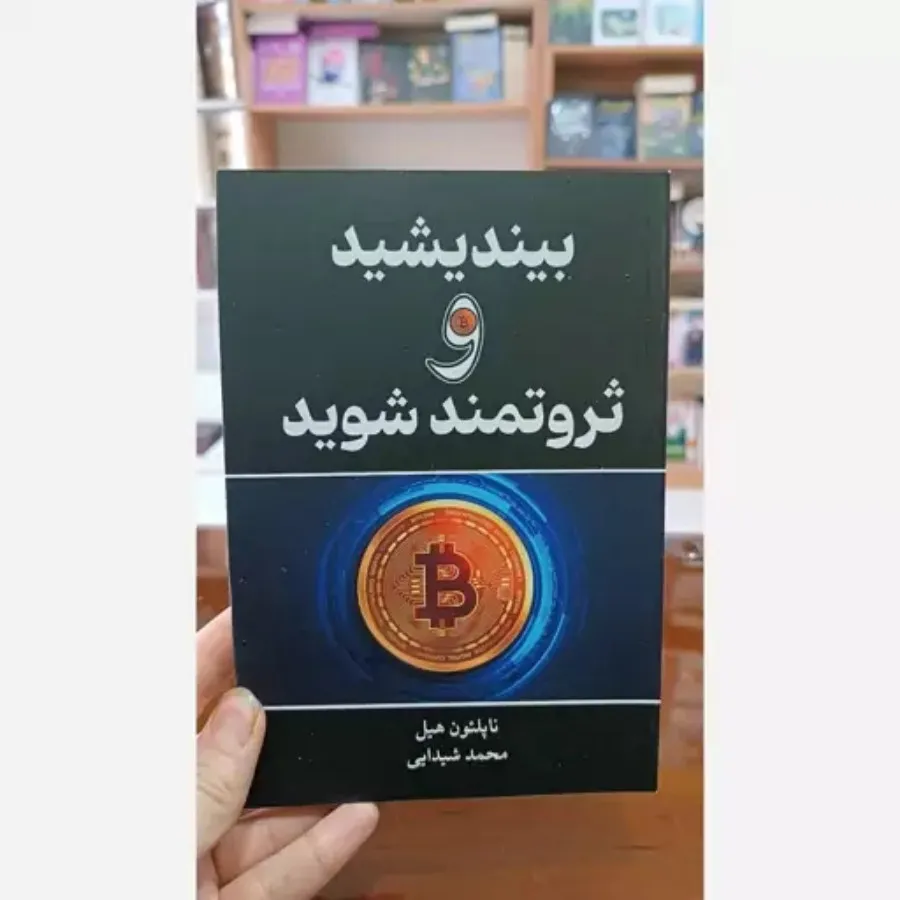 بیندیشید
و
ثروتمند شوید
ناپلئون هیل
محمد شیدایی